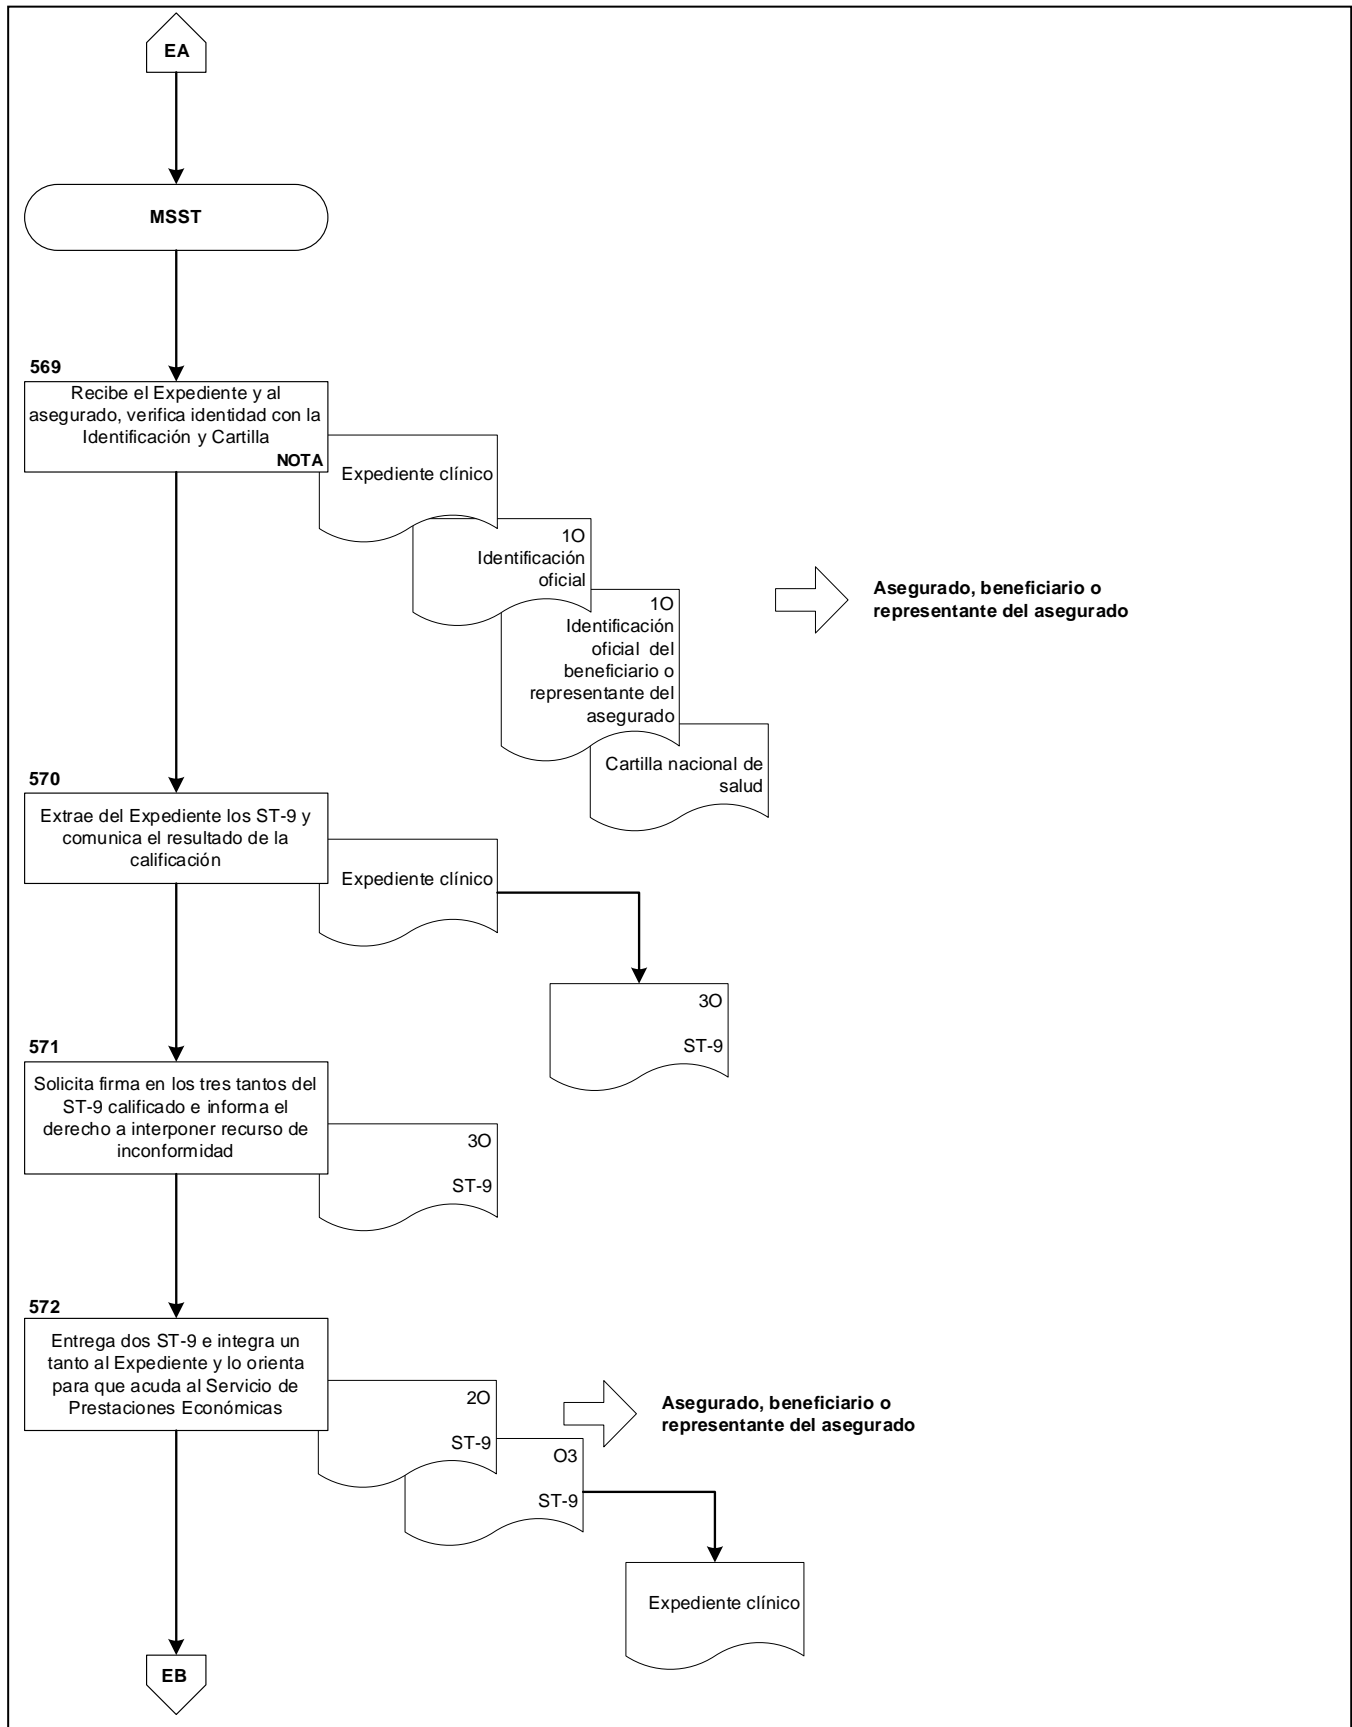 EA
MSST
569
Recibe el Expediente y al
asegurado, verifica identidad con la
Identificación y Cartilla
NOTA
Expediente clínico
1O
Identificación
oficial
1O
Identificación
oficial del
beneficiario o
representante del
asegurado
Cartilla nacional de
salud
Asegurado, beneficiario o
representante del asegurado
570
Extrae del Expediente los ST-9 y
comunica el resultado de la
calificación
Expediente clínico
3O
ST-9
571
Solicita firma en los tres tantos del
ST-9 calificado e informa el
derecho a interponer recurso de
inconformidad
3O
ST-9
572
Entrega dos ST-9 e integra un
tanto al Expediente y lo orienta
para que acuda al Servicio de
Prestaciones Económicas
2O
ST-9
Asegurado, beneficiario o
representante del asegurado
O3
ST-9
Expediente clínico
EB